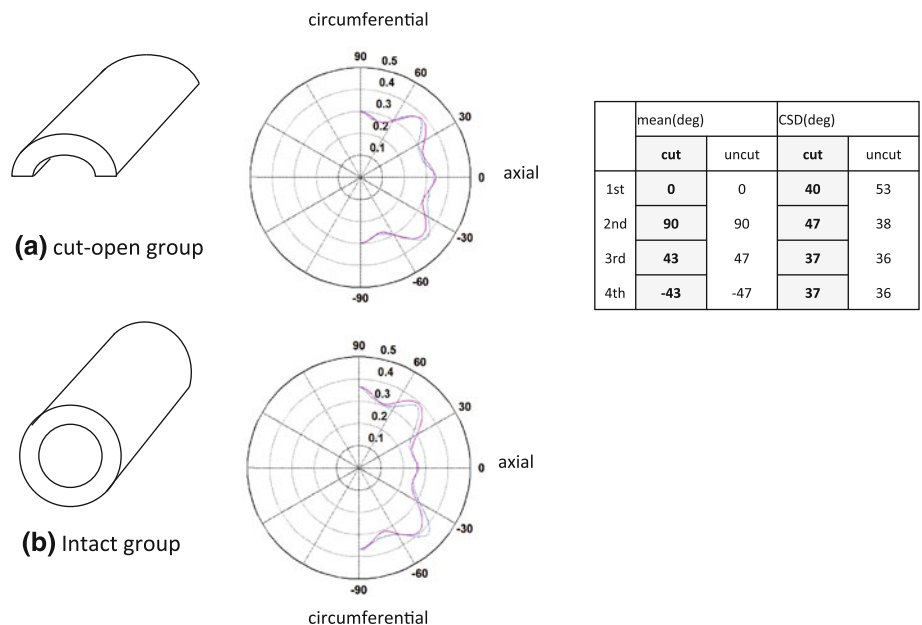 circumferential
90
0.5
60
0.4
30
0.3
0.2
0.1
0
axial
-30
-60
-90
(a) cut-open group
mean(deg) CSD(deg)
cut uncut cut uncut
1st 0 0 40 53
2nd 90 90 47 38
3rd 43 47 37 36
4th -43 -47 37 36
90
0.5
60
0.4
30
0.3
0.2
0.1
0
axial
-30
-60
-90
(b) Intact group
circumferential